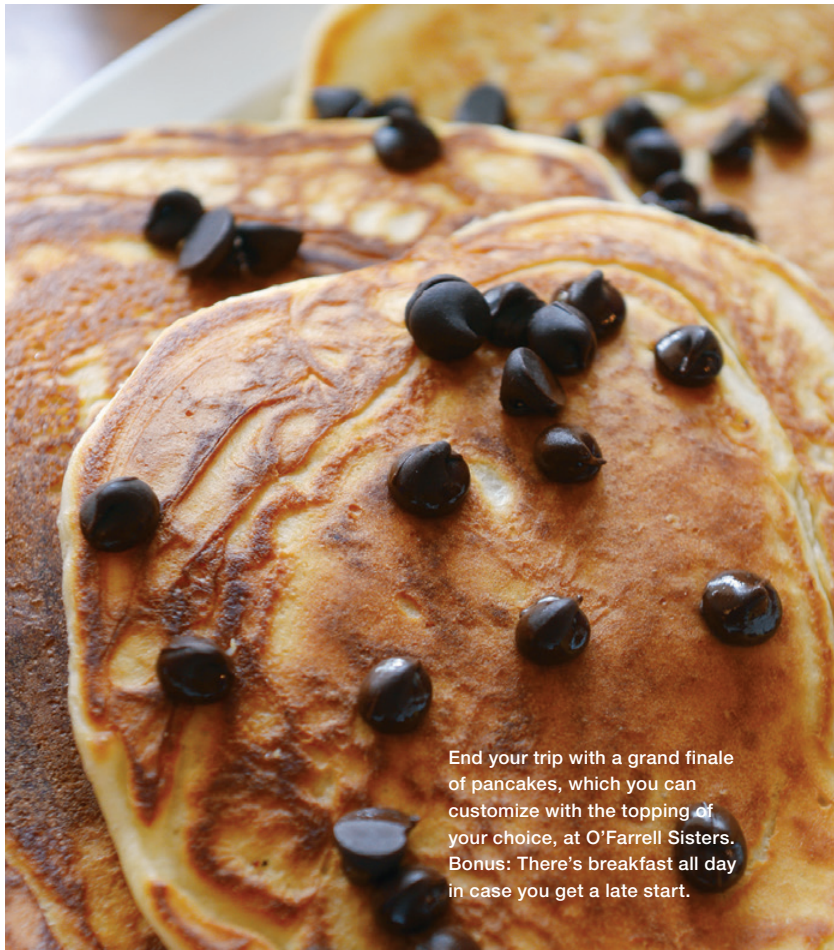 End your trip with a grand finale
of pancakes, which you can
customize with the topping of
your choice, at O’Farrell Sisters.
Bonus: There’s breakfast all day
in case you get a late start.